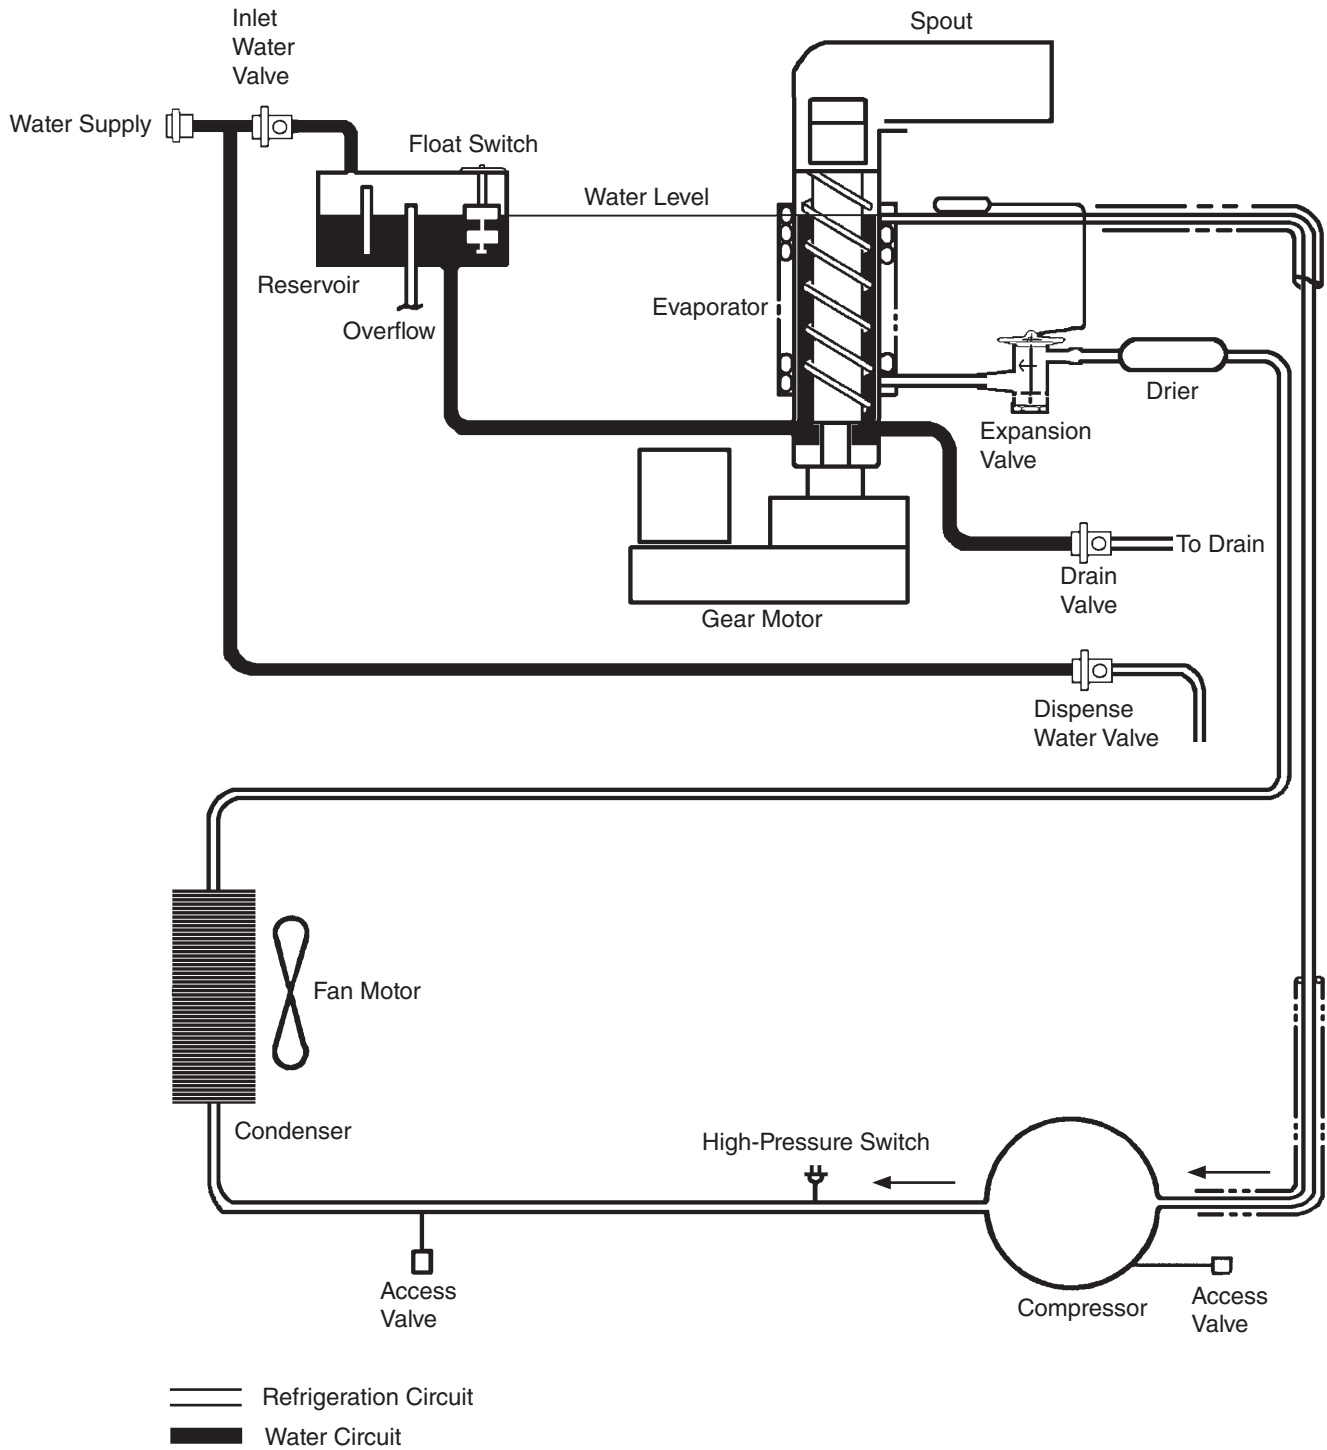 Inlet
Water
Valve
Spout
Water Supply
Float Switch
Water Level
Reservoir
Overflow
Evaporator
Drier
Expansion
Valve
To Drain
Drain
Valve
Gear Motor
Dispense
Water Valve
Fan Motor
Condenser
High-Pressure Switch
Access
Valve
Compressor
Access
Valve
Refrigeration Circuit
Water Circuit